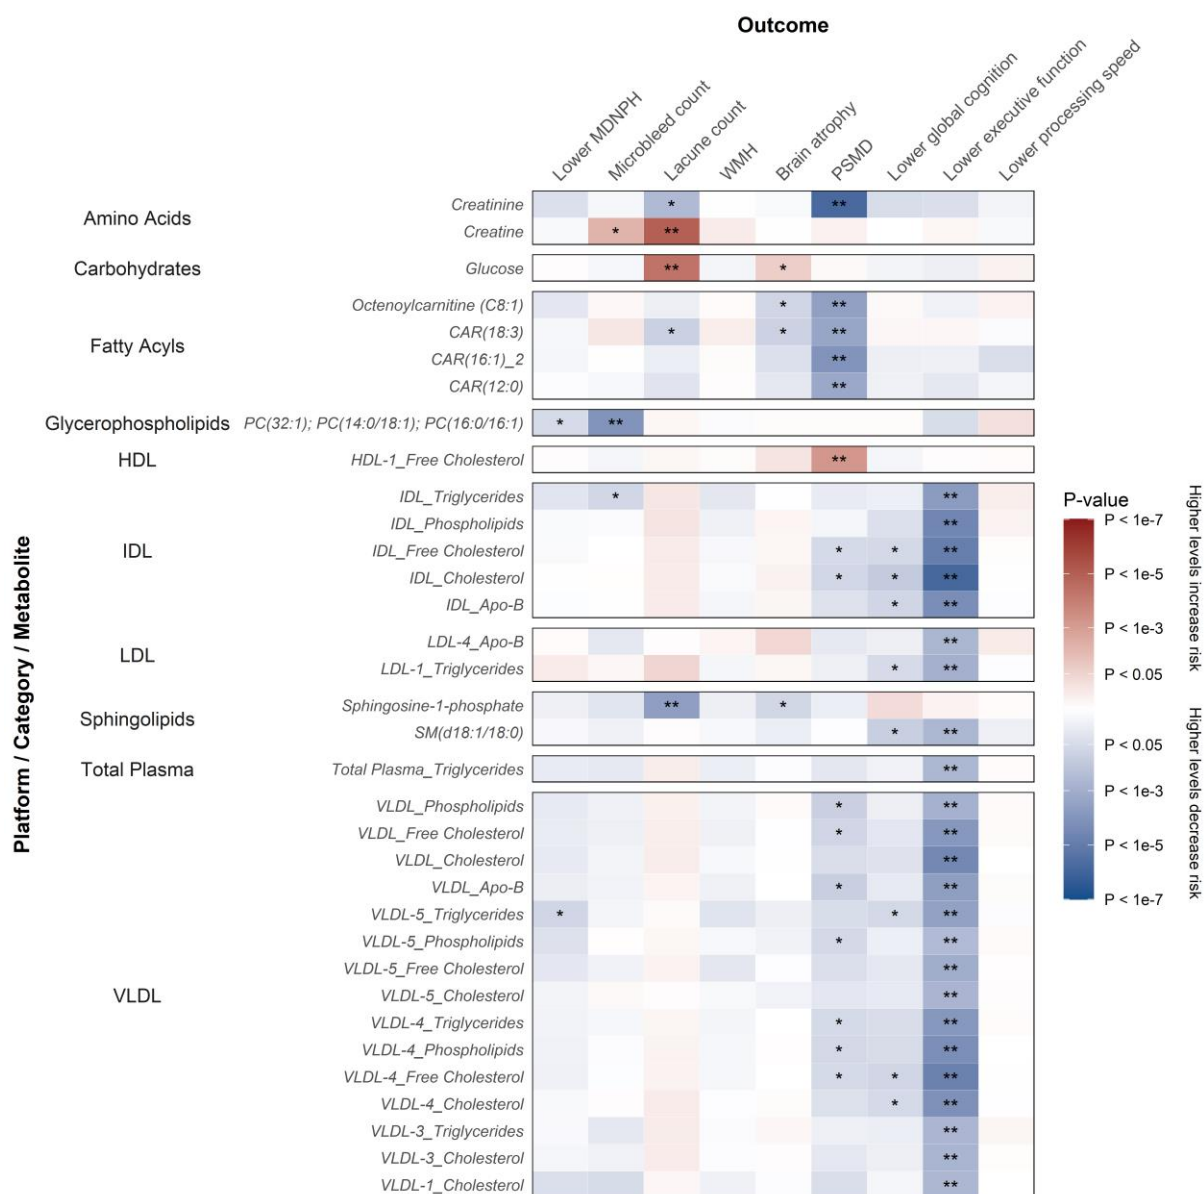 Outcome
Lower MDNPH
Microbleed count
Lacune count
WMH
Brain atrophy
PSMD
Lower global cognition
Lower executive function
Lower processing speed
Platform / Category / Metabolite
Amino Acids
Creatinine * **
Creatine * **
Carbohydrates
Glucose ** *
Fatty Acyls
Octenoylcarnitine (C8:1) * **
CAR(18:3) * * **
CAR(16:1)_2 **
CAR(12:0) **
Glycerophospholipids
PC(32:1); PC(14:0/18:1); PC(16:0/16:1) * **
HDL
HDL-1_Free Cholesterol **
IDL
IDL_Triglycerides * **
IDL_Phospholipids **
IDL_Free Cholesterol * * **
IDL_Cholesterol * * **
IDL_Apo-B * **
LDL
LDL-4_Apo-B **
LDL-1_Triglycerides * **
Sphingolipids
Sphingosine-1-phosphate ** *
SM(d18:1/18:0) * **
Total Plasma
Total Plasma_Triglycerides **
VLDL
VLDL_Phospholipids * **
VLDL_Free Cholesterol * **
VLDL_Cholesterol **
VLDL_Apo-B * **
VLDL-5_Triglycerides * * **
VLDL-5_Phospholipids * **
VLDL-5_Free Cholesterol **
VLDL-5_Cholesterol **
VLDL-4_Triglycerides * **
VLDL-4_Phospholipids * **
VLDL-4_Free Cholesterol * * **
VLDL-4_Cholesterol * **
VLDL-3_Triglycerides **
VLDL-3_Cholesterol **
VLDL-1_Cholesterol **
P-value
P < 1e-7
P < 1e-5
P < 1e-3
P < 0.05
P < 0.05
P < 1e-3
P < 1e-5
P < 1e-7
Higher levels increase risk
Higher levels decrease risk